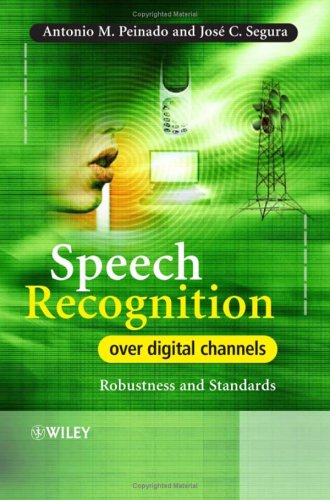 Antonio M. Peinado and José C. Segura
Speech
Recognition
over digital channels
Robustness and Standards
WILEY